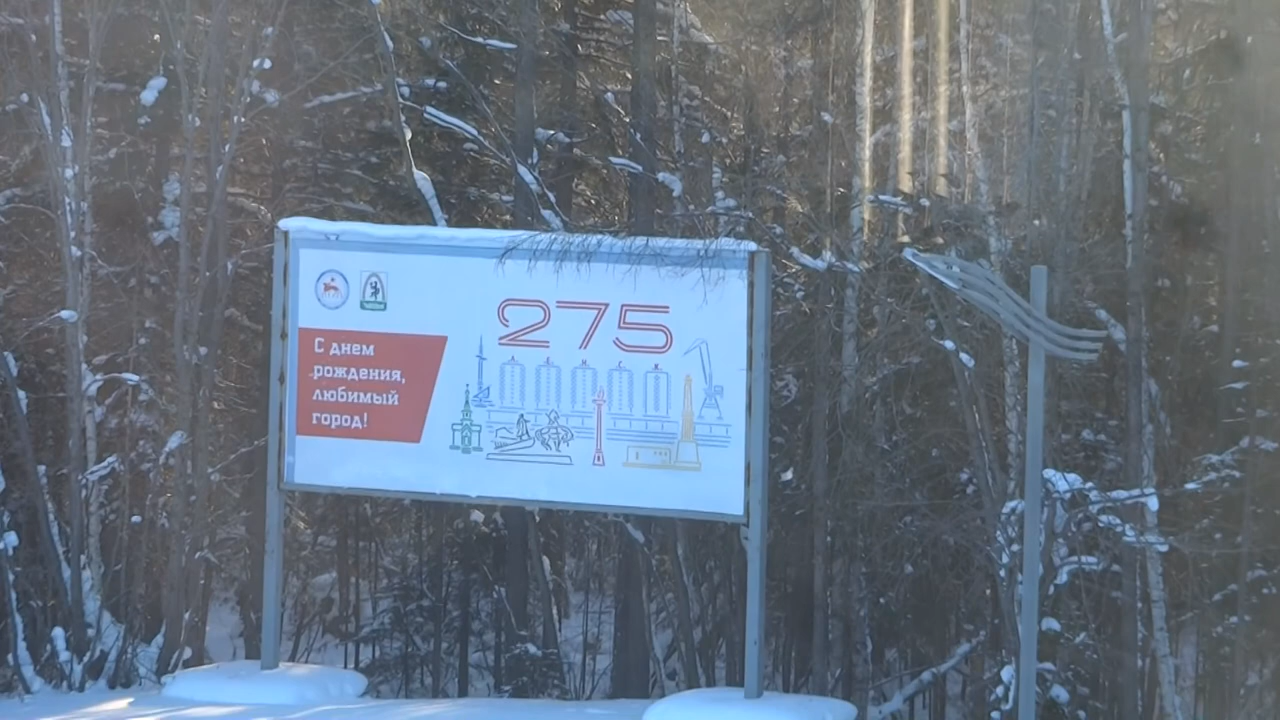 275
С днем
рождения,
любимый
город!